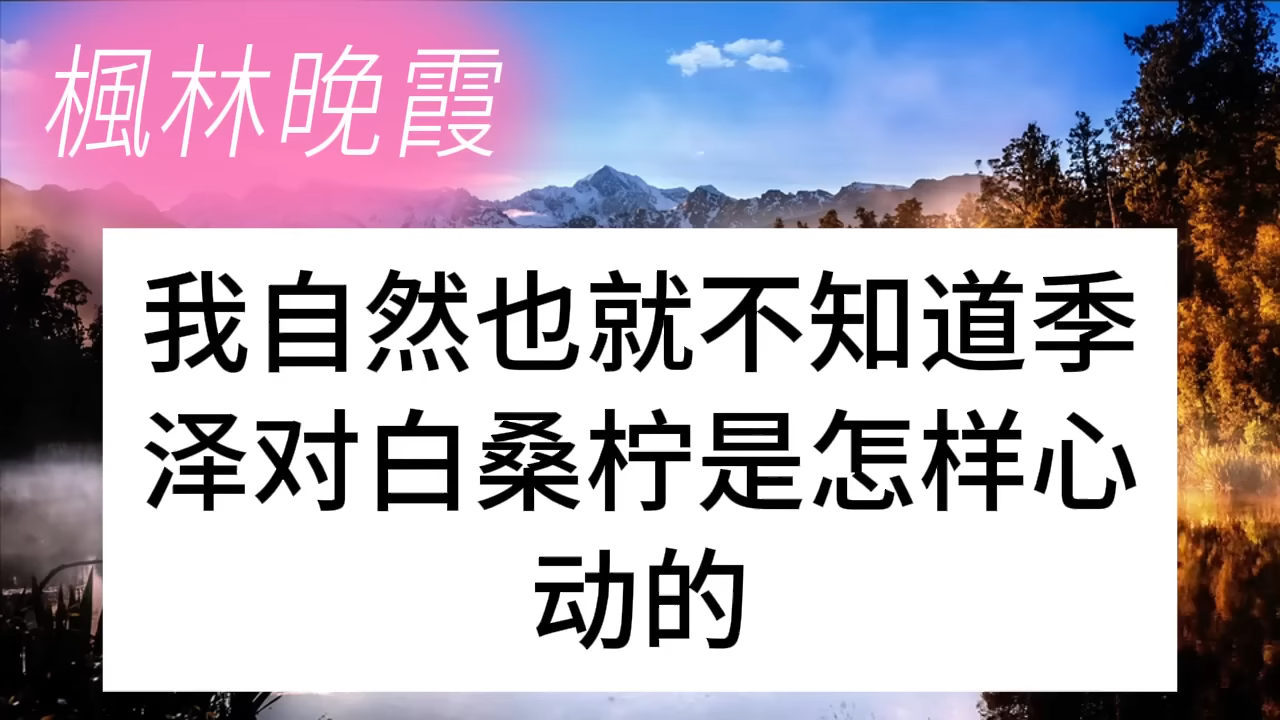 楓林晚霞
我自然也就不知道季
泽对白桑柠是怎样心
动的